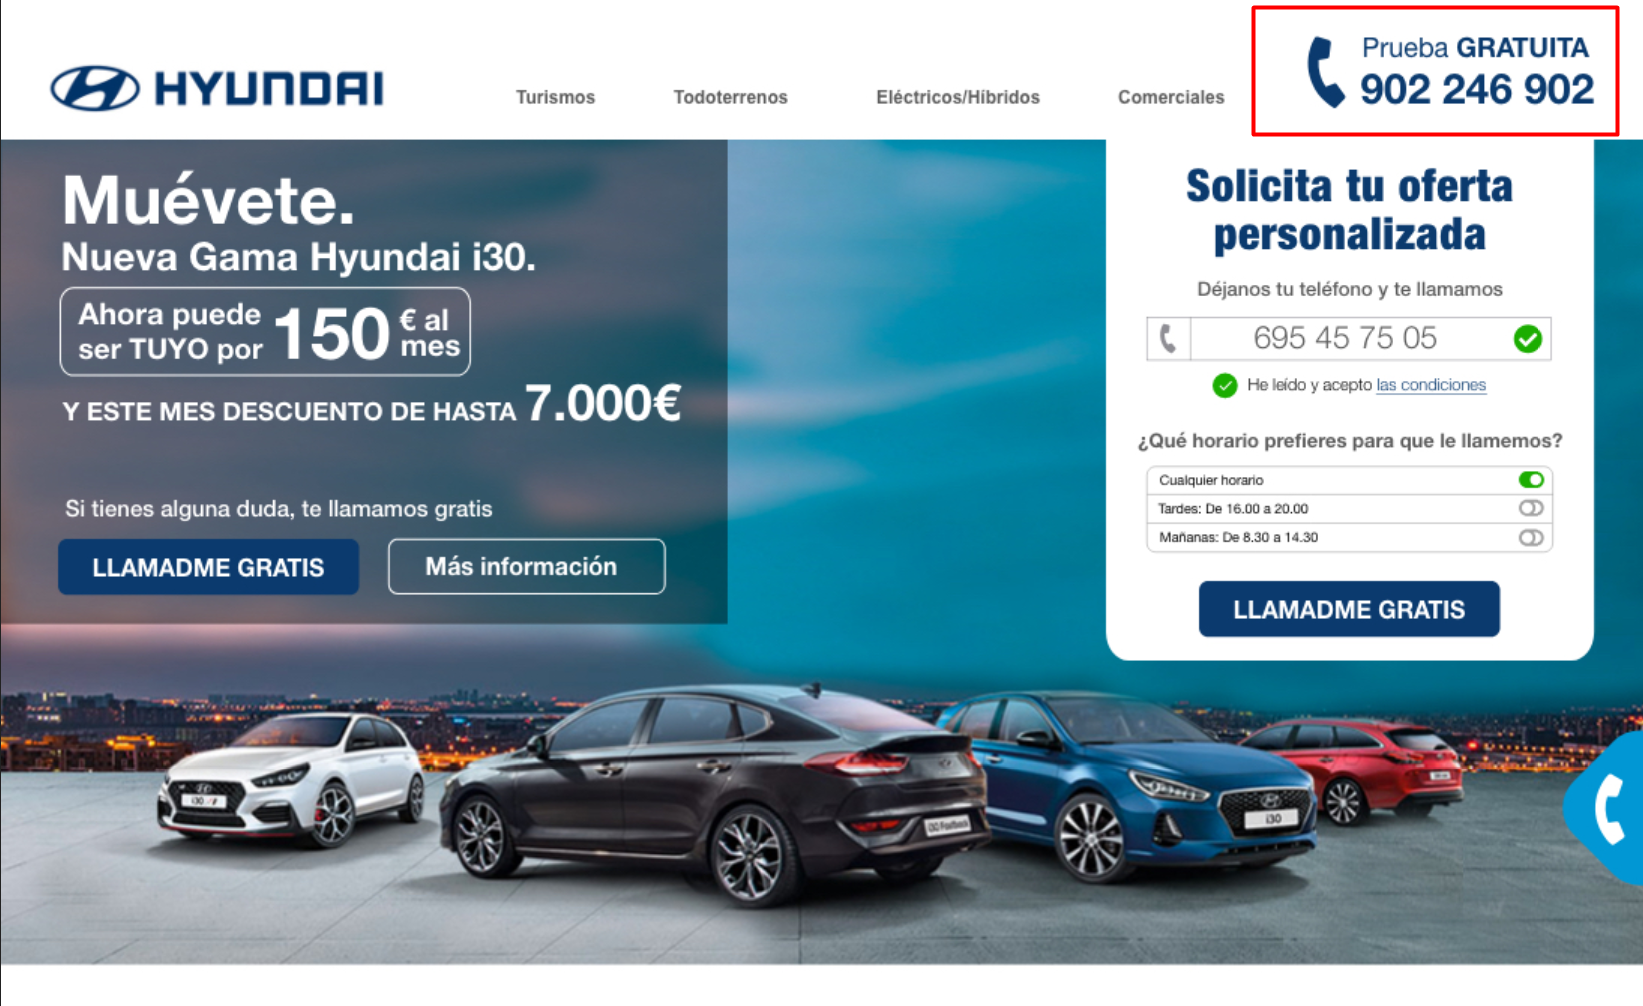 HYUNDAI
Turismos
Todoterrenos
Eléctricos/Híbridos
Comerciales
Prueba GRATUITA
902 246 902
Muévete.
Nueva Gama Hyundai i30.
Ahora puede
ser TUYO por
150
€ al
mes
Y ESTE MES DESCUENTO DE HASTA 7.000€
Si tienes alguna duda, te llamamos gratis
LLAMADME GRATIS
Más información
Solicita tu oferta
personalizada
Déjanos tu teléfono y te llamamos
695 45 75 05
He leído y acepto las condiciones
¿Qué horario prefieres para que le llamemos?
Cualquier horario
Tardes: De 16.00 a 20.00
Mañanas: De 8.30 a 14.30
LLAMADME GRATIS
i30 Fastback
i30